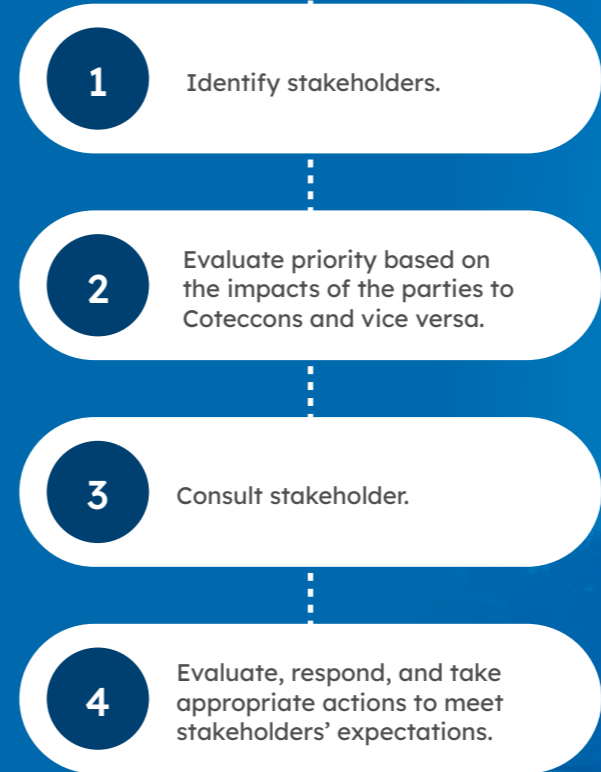 1
Identify stakeholders.
2
Evaluate priority based on
the impacts of the parties to
Coteccons and vice versa.
3
Consult stakeholder.
4
Evaluate, respond, and take
appropriate actions to meet
stakeholders’ expectations.